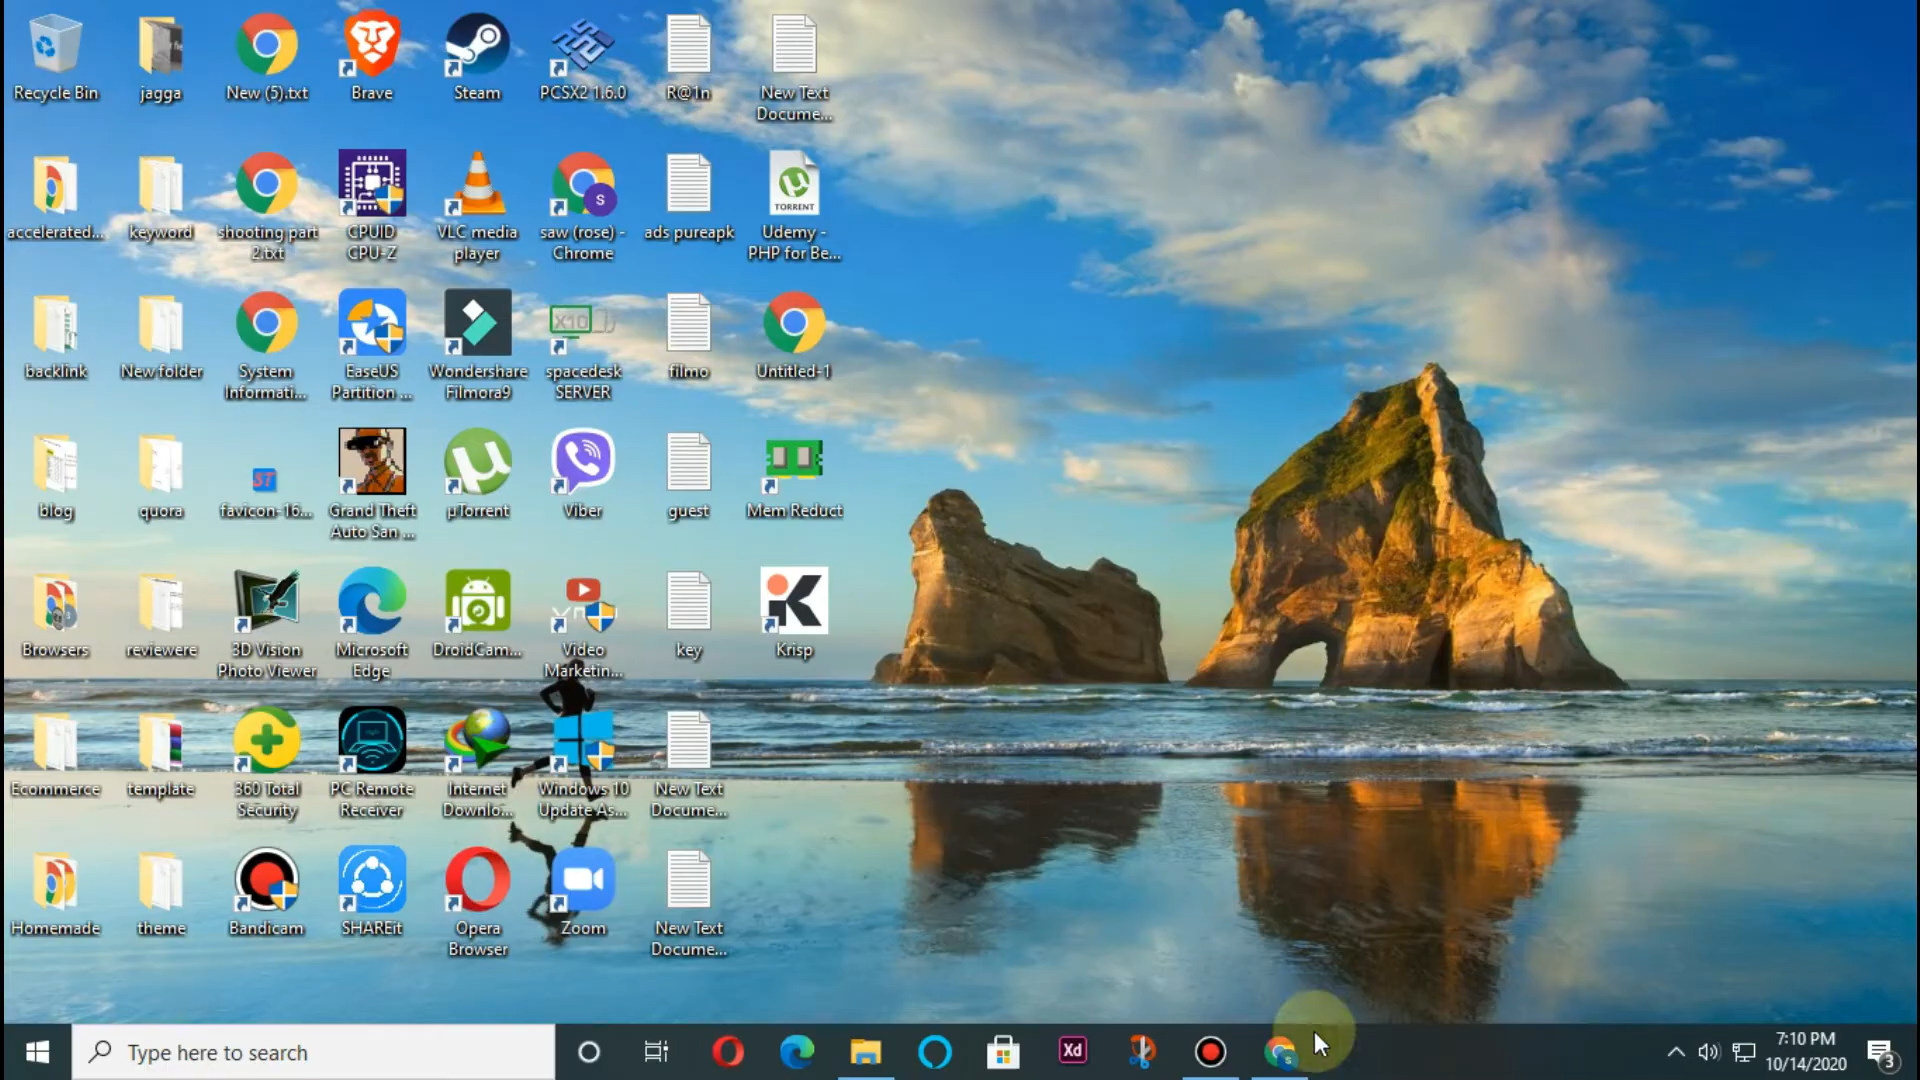 Recycle Bin
jagga
New (5).txt
Brave
Steam
PCSX2 1.6.0
R@1n
New Text
Docume...
accelerated...
keyword
shooting part
2.txt
CPUID
CPU-Z
VLC media
player
S
saw (rose) -
Chrome
ads pureapk
TORRENT
Udemy -
PHP for Be...
backlink
New folder
System
Informati...
EaseUS
Partition ...
Wondershare
Filmora9
X10
spacedesk
SERVER
filmo
Untitled-1
blog
quora
ST
favicon-16...
Grand Theft
Auto San ...
µ
µTorrent
Viber
guest
Mem Reduct
Browsers
reviewere
3D Vision
Photo Viewer
Microsoft
Edge
DroidCam...
Video
Marketin...
key
Krisp
Ecommerce
template
360 Total
Security
PC Remote
Receiver
Internet
Downlo...
Windows 10
Update As...
New Text
Docume...
Homemade
theme
Bandicam
SHAREit
Opera
Browser
Zoom
New Text
Docume...
Type here to search
Xd
7:10 PM
10/14/2020
3